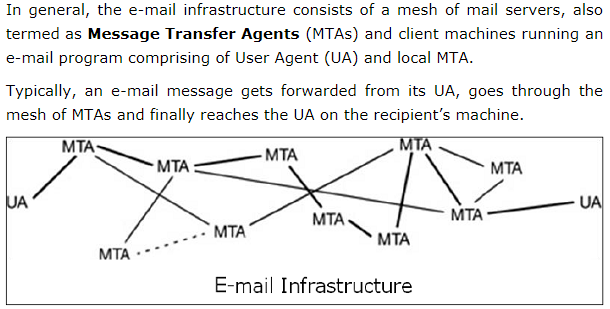 In general, the e-mail infrastructure consists of a mesh of mail servers, also
termed as Message Transfer Agents (MTAs) and client machines running an
e-mail program comprising of User Agent (UA) and local MTA.
Typically, an e-mail message gets forwarded from its UA, goes through the
mesh of MTAs and finally reaches the UA on the recipient’s machine.
MTA
MTA
MTA
MTA
MTA
UA
MTA
MTA
MTA
MTA
MTA
UA
E-mail Infrastructure